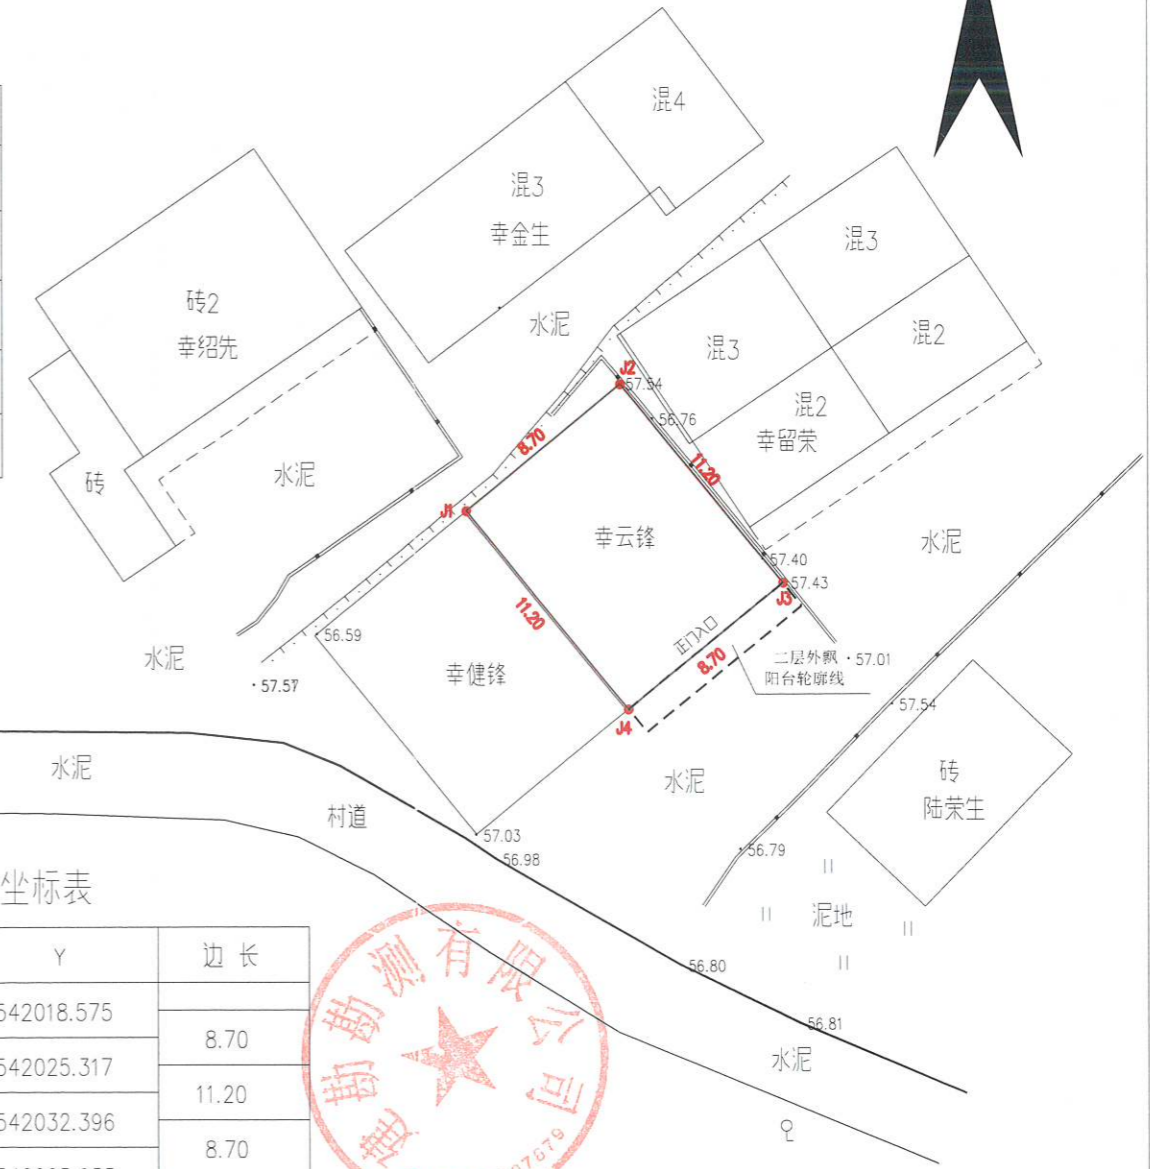 混4
混3
幸金生
混3
砖2
幸绍先
水泥
混3
混2
J2
57.54
混2
56.76
幸留荣
8.70
11.20
水泥
砖
J1
幸云锋
水泥
57.40
57.43
J3
11.20
正门入口
56.59
8.70
水泥
二层外飘
57.01
阳台轮廓线
幸健锋
57.57
57.54
J4
水泥
水泥
砖
陆荣生
村道
57.03
56.98
56.79
坐标表
泥地
Y
边长
测有限公司
56.80
542018.575
8.70
56.81
542025.317
水泥
11.20
542032.396
8.70